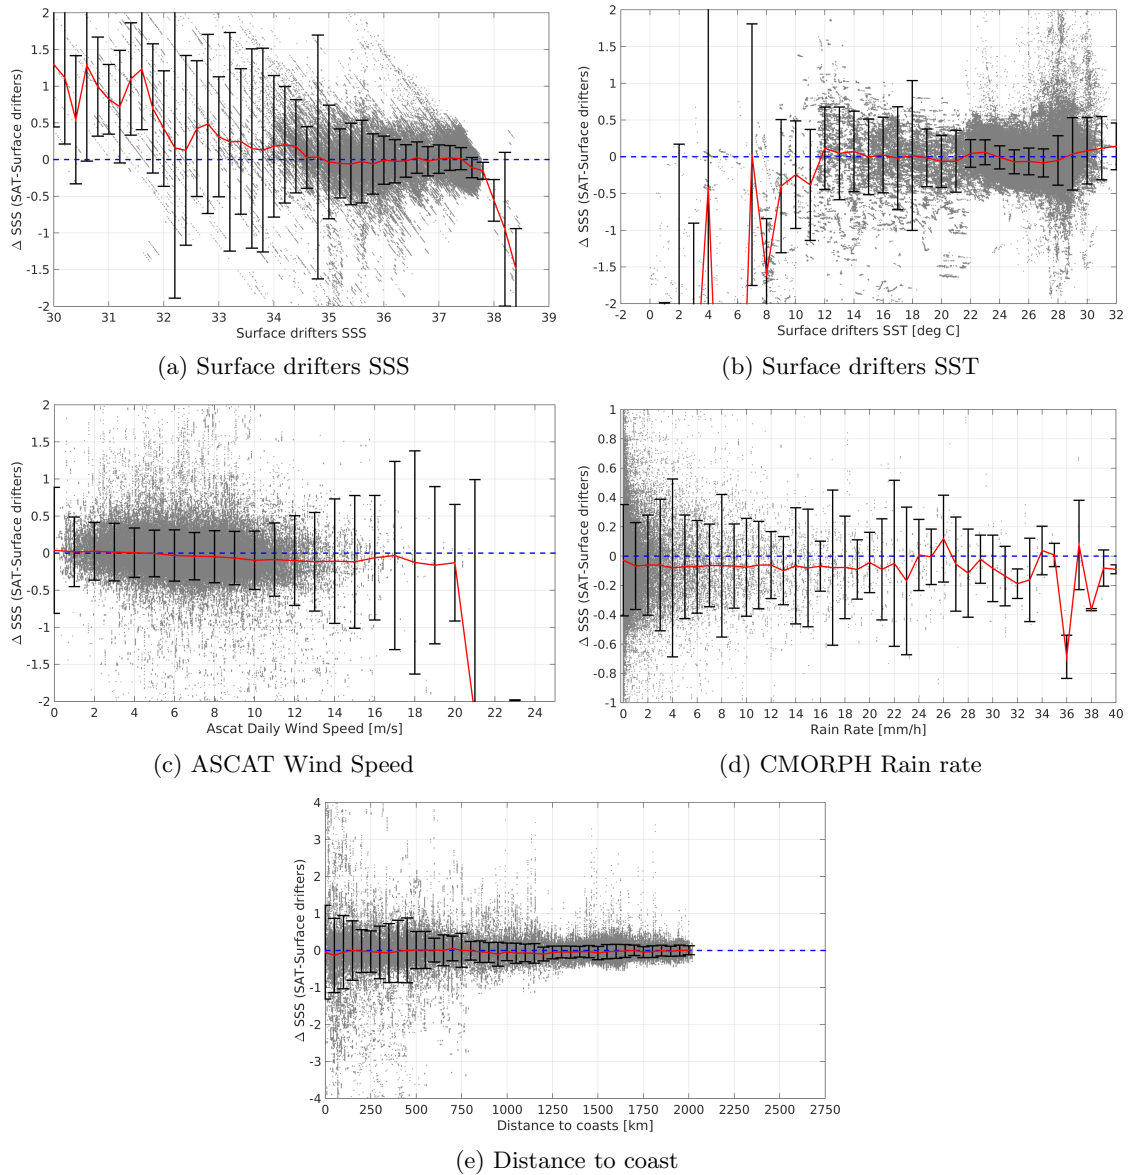 2
1.5
1
0.5
0
-0.5
-1
-1.5
-2
Δ SSS (SAT-Surface drifters)
30 31 32 33 34 35 36 37 38 39
Surface drifters SSS
(a) Surface drifters SSS
2
1.5
1
0.5
0
-0.5
-1
-1.5
-2
Δ SSS (SAT-Surface drifters)
-2 0 2 4 6 8 10 12 14 16 18 20 22 24 26 28 30 32
Surface drifters SST [deg C]
(b) Surface drifters SST
2
1.5
1
0.5
0
-0.5
-1
-1.5
-2
Δ SSS (SAT-Surface drifters)
0 2 4 6 8 10 12 14 16 18 20 22 24
Ascat Daily Wind Speed [m/s]
(c) ASCAT Wind Speed
1
0.8
0.6
0.4
0.2
0
-0.2
-0.4
-0.6
-0.8
-1
Δ SSS (SAT-Surface drifters)
0 2 4 6 8 10 12 14 16 18 20 22 24 26 28 30 32 34 36 38 40
Rain Rate [mm/h]
(d) CMORPH Rain rate
4
3
2
1
0
-1
-2
-3
-4
Δ SSS (SAT-Surface drifters)
0 250 500 750 1000 1250 1500 1750 2000 2250 2500 2750
Distance to coasts [km]
(e) Distance to coast